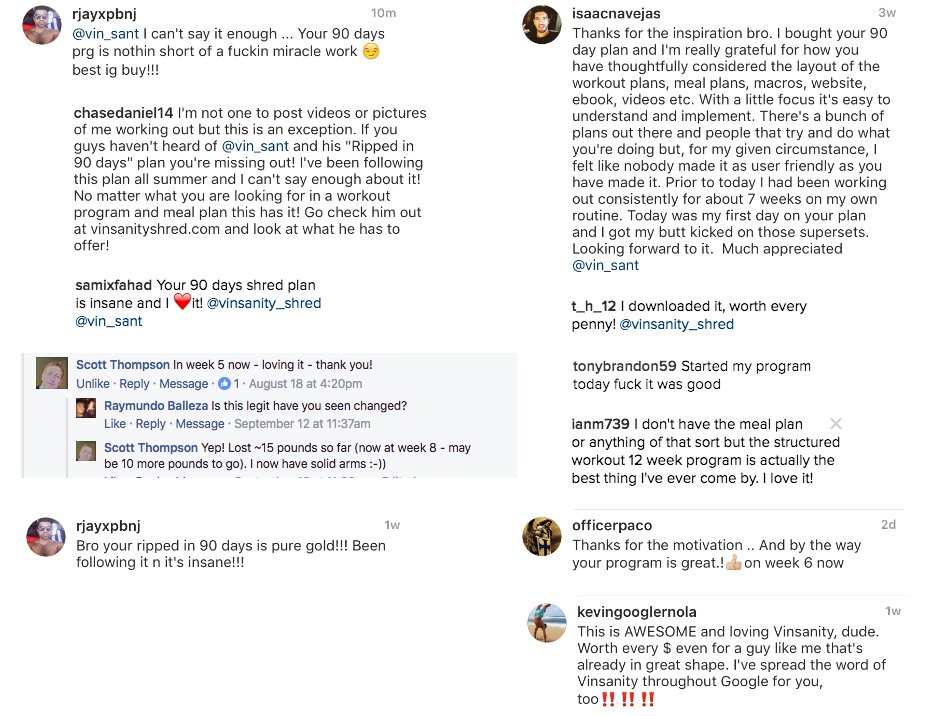 rjayxpbnj 10m
@vin_sant I can't say it enough ... Your 90 days
prg is nothin short of a fuckin miracle work 😏
best ig buy!!!
chasedaniel14 I'm not one to post videos or pictures
of me working out but this is an exception. If you
guys haven't heard of @vin_sant and his "Ripped in
90 days" plan you're missing out! I've been following
this plan all summer and I can't say enough about it!
No matter what you are looking for in a workout
program and meal plan this has it! Go check him out
at vinsanityshred.com and look at what he has to
offer!
samixfahad Your 90 days shred plan
is insane and I ❤️it! @vinsanity_shred
@vin_sant
Scott Thompson In week 5 now - loving it - thank you!
Unlike · Reply · Message · 👍 1 · August 18 at 4:20pm
Raymundo Balleza Is this legit have you seen changed?
Like · Reply · Message · September 12 at 11:37am
Scott Thompson Yep! Lost ~15 pounds so far (now at week 8 - may
be 10 more pounds to go). I now have solid arms :-))
rjayxpbnj 1w
Bro your ripped in 90 days is pure gold!!! Been
following it n it's insane!!!
isaacnavejas 3w
Thanks for the inspiration bro. I bought your 90
day plan and I'm really grateful for how you
have thoughtfully considered the layout of the
workout plans, meal plans, macros, website,
ebook, videos etc. With a little focus it's easy to
understand and implement. There's a bunch of
plans out there and people that try and do what
you're doing but, for my given circumstance, I
felt like nobody made it as user friendly as you
have made it. Prior to today I had been working
out consistently for about 7 weeks on my own
routine. Today was my first day on your plan
and I got my butt kicked on those supersets.
Looking forward to it. Much appreciated
@vin_sant
t_h_12 I downloaded it, worth every
penny! @vinsanity_shred
tonybrandon59 Started my program
today fuck it was good
ianm739 I don't have the meal plan
or anything of that sort but the structured
workout 12 week program is actually the
best thing I've ever come by. I love it!
officerpaco 2d
Thanks for the motivation .. And by the way
your program is great.!👍🏼on week 6 now
kevingooglernola 1w
This is AWESOME and loving Vinsanity, dude.
Worth every $ even for a guy like me that's
already in great shape. I've spread the word of
Vinsanity throughout Google for you,
too‼️‼️‼️